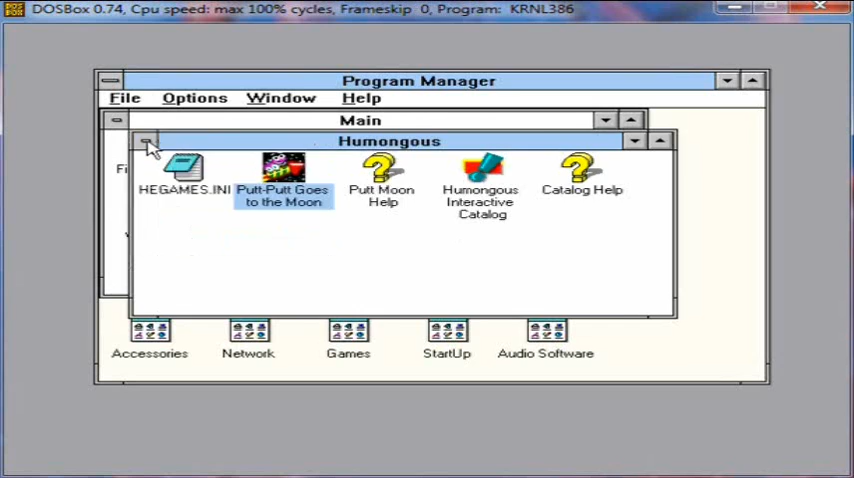 DOSBox 0.74, Cpu speed: max 100% cycles, Frameskip 0, Program: KRNL386
Program Manager
File Options Window Help
Main
Humongous
HEGAMES.INI
Putt-Putt Goes
to the Moon
Putt Moon
Help
Humongous
Interactive
Catalog
Catalog Help
Accessories
Network
Games
StartUp
Audio Software